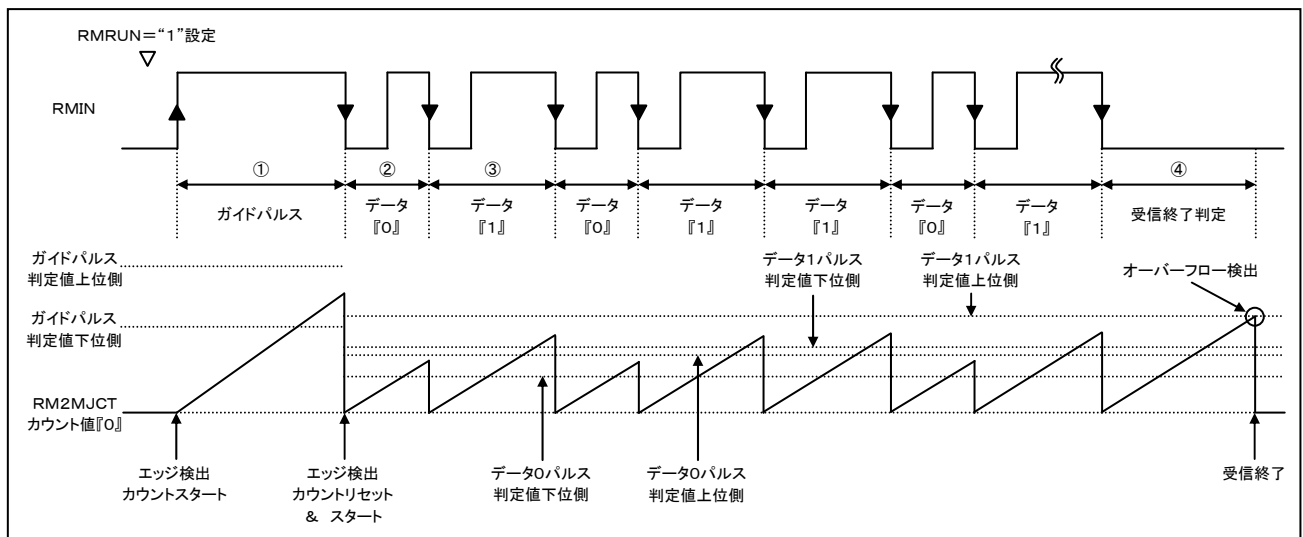 RMRUN=“1”設定
RMIN
① ② ③ ④
ガイドパルス
データ
『0』
データ
『1』
データ
『0』
データ
『1』
データ
『1』
データ
『0』
データ
『1』
受信終了判定
ガイドパルス
判定値上位側
データ1パルス
判定値下位側
データ1パルス
判定値上位側
オーバーフロー検出
ガイドパルス
判定値下位側
RM2MJCT
カウント値『0』
エッジ検出
カウントスタート
エッジ検出
カウントリセット
& スタート
データ0パルス
判定値下位側
データ0パルス
判定値上位側
受信終了